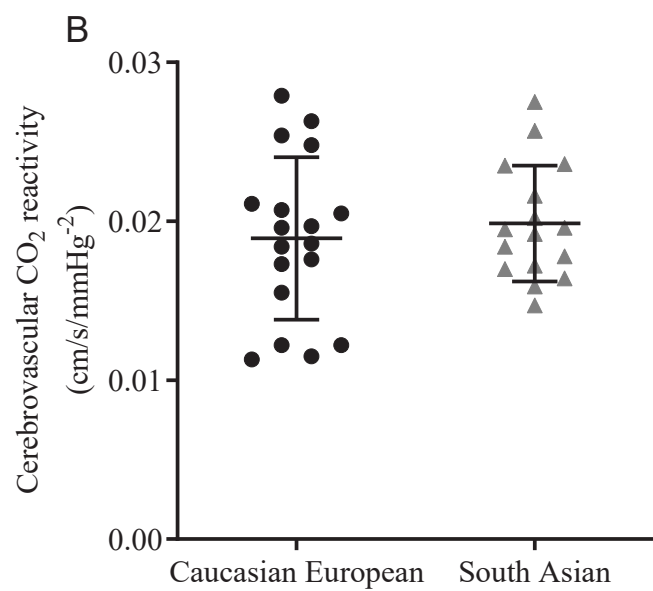 B
Cerebrovascular CO₂ reactivity
(cm/s/mmHg⁻²)
0.03
0.02
0.01
0.00
Caucasian European
South Asian